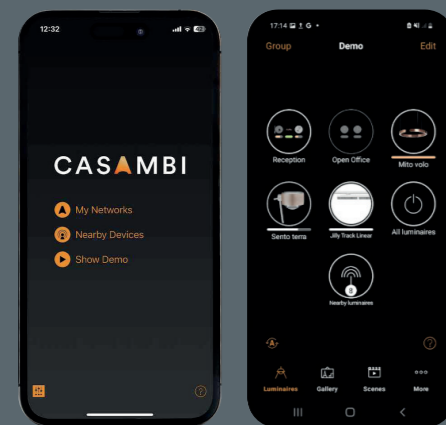 12:32
CASAMBI
My Networks
Nearby Devices
Show Demo
?
17:14
Group
Demo
Edit
Reception
Open Office
Mito volo
Sento terra
Jilly Track Linear
All luminaires
Nearby luminaires
?
Luminaires
Gallery
Scenes
More